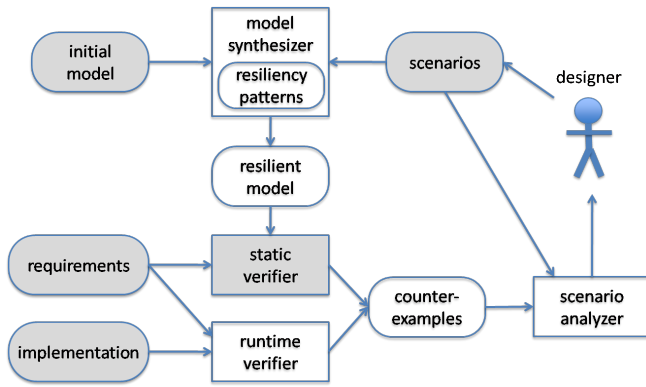 initial
model
model
synthesizer
resiliency
patterns
scenarios
designer
resilient
model
requirements
static
verifier
counter-
examples
scenario
analyzer
implementation
runtime
verifier